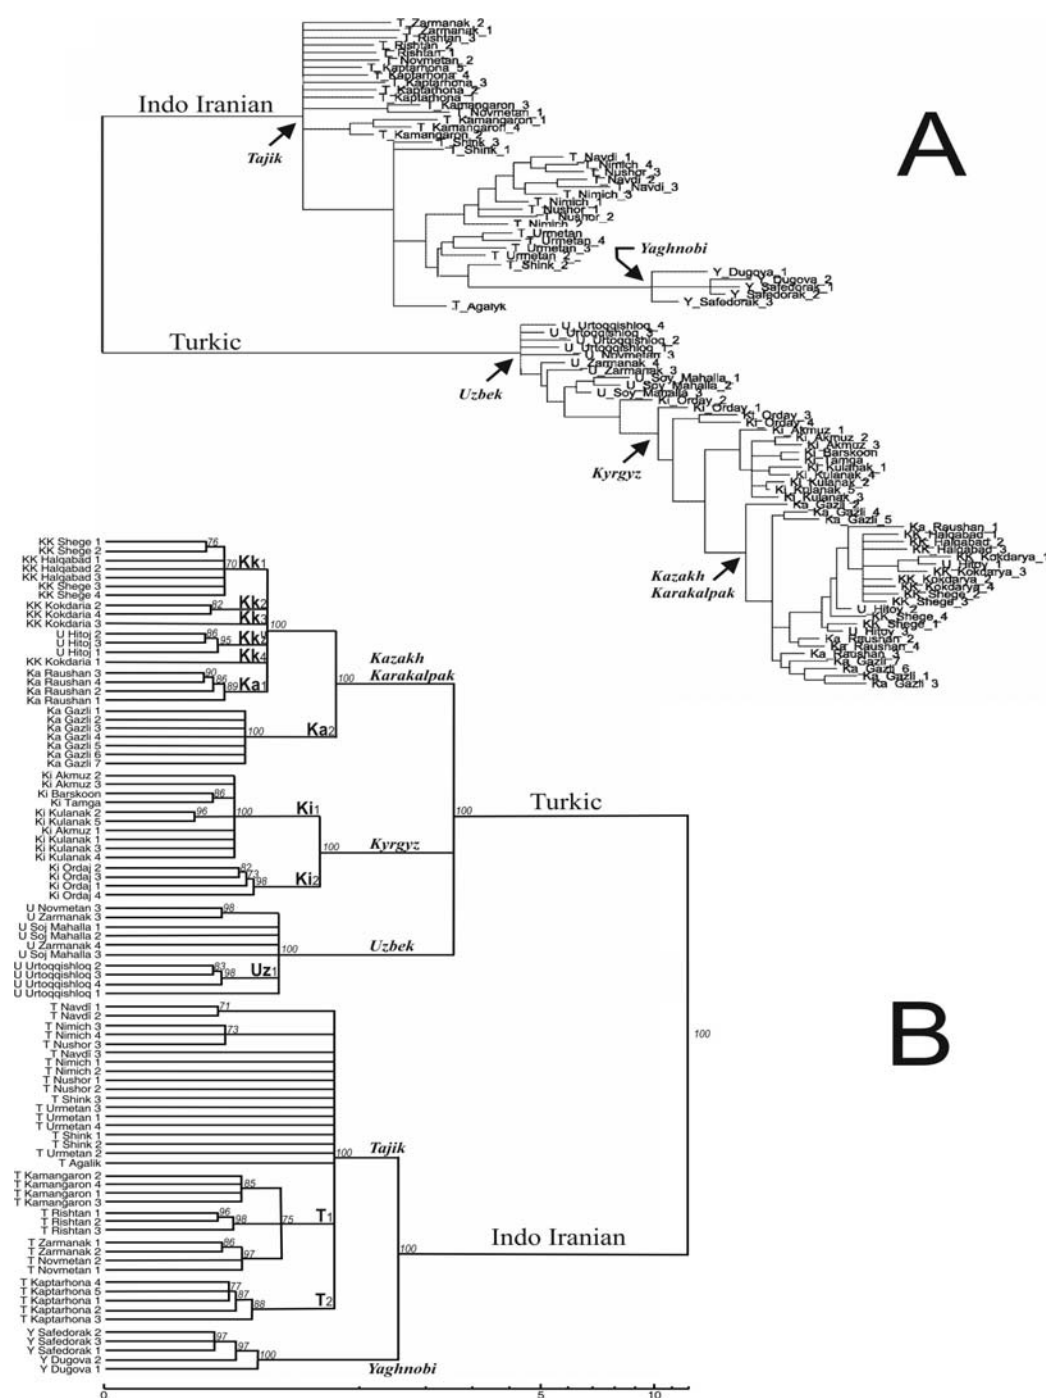 T_Zarmanak_2
T_Zarmanak_1
T_Rishtan_3
T_Rishtan_2
T_Rishtan_1
T_Novmetan_2
T_Kaptarhona_5
T_Kaptarhona_4
T_Kaptarhona_3
T_Kaptarhona_2
T_Kaptarhona_1
T_Kamangaron_3
T_Novmetan_1
T_Kamangaron_1
T_Kamangaron_4
T_Kamangaron_2
T_Shink_3
T_Shink_1
T_Navdi_1
T_Nimich_4
T_Nushor_3
T_Navdi_2
T_Navdi_3
T_Nimich_3
T_Nimich_1
T_Nushor_1
T_Nushor_2
T_Nimich_2
T_Urmetan
T_Urmetan_4
T_Urmetan_3
T_Urmetan_2
T_Shink_2
Y_Dugova_1
Y_Dugova_2
Y_Safedorak_1
Y_Safedorak_2
Y_Safedorak_3
T_Agalyk
Indo Iranian
Tajik
Yaghnobi
A
Turkic
Uzbek
Kyrgyz
Kazakh
Karakalpak
U_Urtoqqishloq_4
U_Urtoqqishloq_3
U_Urtoqqishloq_2
U_Urtoqqishloq_1
U_Novmetan_3
U_Zarmanak_4
U_Zarmanak_3
U_Soy_Mahalla_1
U_Soy_Mahalla_2
U_Soy_Mahalla_3
Ki_Orday_2
Ki_Orday_1
Ki_Orday_3
Ki_Orday_4
Ki_Akmuz_1
Ki_Akmuz_2
Ki_Akmuz_3
Ki_Barskoon
Ki_Tamga
Ki_Kulanak_1
Ki_Kulanak_4
Ki_Kulanak_2
Ki_Kulanak_5
Ki_Kulanak_3
Ka_Gazli_2
Ka_Gazli_4
Ka_Gazli_5
Ka_Raushan_1
KK_Halqabad_1
KK_Halqabad_2
KK_Halqabad_3
KK_Kokdarya_1
U_Hitoy_1
KK_Kokdarya_3
KK_Kokdarya_2
KK_Kokdarya_4
KK_Shege_2
KK_Shege_3
U_Hitoy_2
KK_Shege_4
KK_Shege_1
U_Hitoy_3
Ka_Raushan_2
Ka_Raushan_4
Ka_Raushan_3
Ka_Gazli_7
Ka_Gazli_6
Ka_Gazli_1
Ka_Gazli_3
KK Shege 1
KK Shege 2
KK Halqabad 1
KK Halqabad 2
KK Halqabad 3
KK Shege 3
KK Shege 4
KK Kokdaria 2
KK Kokdaria 4
KK Kokdaria 3
U Hitoj 2
U Hitoj 3
U Hitoj 1
KK Kokdaria 1
Ka Raushan 3
Ka Raushan 4
Ka Raushan 2
Ka Raushan 1
Ka Gazli 1
Ka Gazli 2
Ka Gazli 3
Ka Gazli 4
Ka Gazli 5
Ka Gazli 6
Ka Gazli 7
Ki Akmuz 2
Ki Akmuz 3
Ki Barskoon
Ki Tamga
Ki Kulanak 2
Ki Kulanak 5
Ki Akmuz 1
Ki Kulanak 1
Ki Kulanak 3
Ki Kulanak 4
Ki Ordaj 2
Ki Ordaj 3
Ki Ordaj 1
Ki Ordaj 4
U Novmetan 3
U Zarmanak 3
U Soj Mahalla 1
U Soj Mahalla 2
U Zarmanak 4
U Soj Mahalla 3
U Urtoqqishloq 2
U Urtoqqishloq 3
U Urtoqqishloq 4
U Urtoqqishloq 1
T Navdî 1
T Navdî 2
T Nimich 3
T Nimich 4
T Nushor 3
T Navdî 3
T Nimich 1
T Nimich 2
T Nushor 1
T Nushor 2
T Shink 3
T Urmetan 3
T Urmetan 1
T Urmetan 4
T Shink 1
T Shink 2
T Urmetan 2
T Agalik
T Kamangaron 2
T Kamangaron 4
T Kamangaron 1
T Kamangaron 3
T Rishtan 1
T Rishtan 2
T Rishtan 3
T Zarmanak 1
T Zarmanak 2
T Novmetan 2
T Novmetan 1
T Kaptarhona 4
T Kaptarhona 5
T Kaptarhona 1
T Kaptarhona 2
T Kaptarhona 3
Y Safedorak 2
Y Safedorak 3
Y Safedorak 1
Y Dugova 2
Y Dugova 1
76
70
Kk1
82
Kk2
Kk3
100
86
95
Kk4
90
86
89
Ka1
100
Kazakh
Karakalpak
100
Ka2
86
96
100
Ki1
100
Kyrgyz
82
73
98
Ki2
100
Turkic
98
100
Uzbek
83
98
Uz1
71
73
100
Tajik
85
96
98
75
T1
86
97
77
87
88
T2
100
Indo Iranian
97
97
100
Yaghnobi
100
B
0
5
10